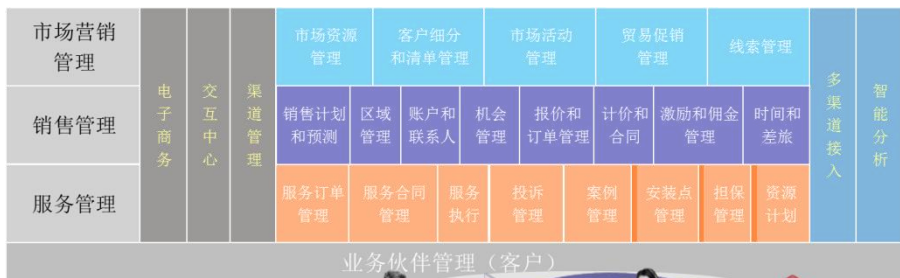 市场营销
管理
销售管理
服务管理
电子商务
交互中心
渠道管理
市场资源
管理
客户细分
和清单管理
市场活动
管理
贸易促销
管理
线索管理
销售计划
和预测
区域
管理
账户和
联系人
机会
管理
报价和
订单管理
计价和
合同
激励和佣金
管理
时间和
差旅
服务订单
管理
服务合同
管理
服务
执行
投诉
管理
案例
管理
安装点
管理
担保
管理
资源
计划
多渠道接入
智能分析
业务伙伴管理（客户）